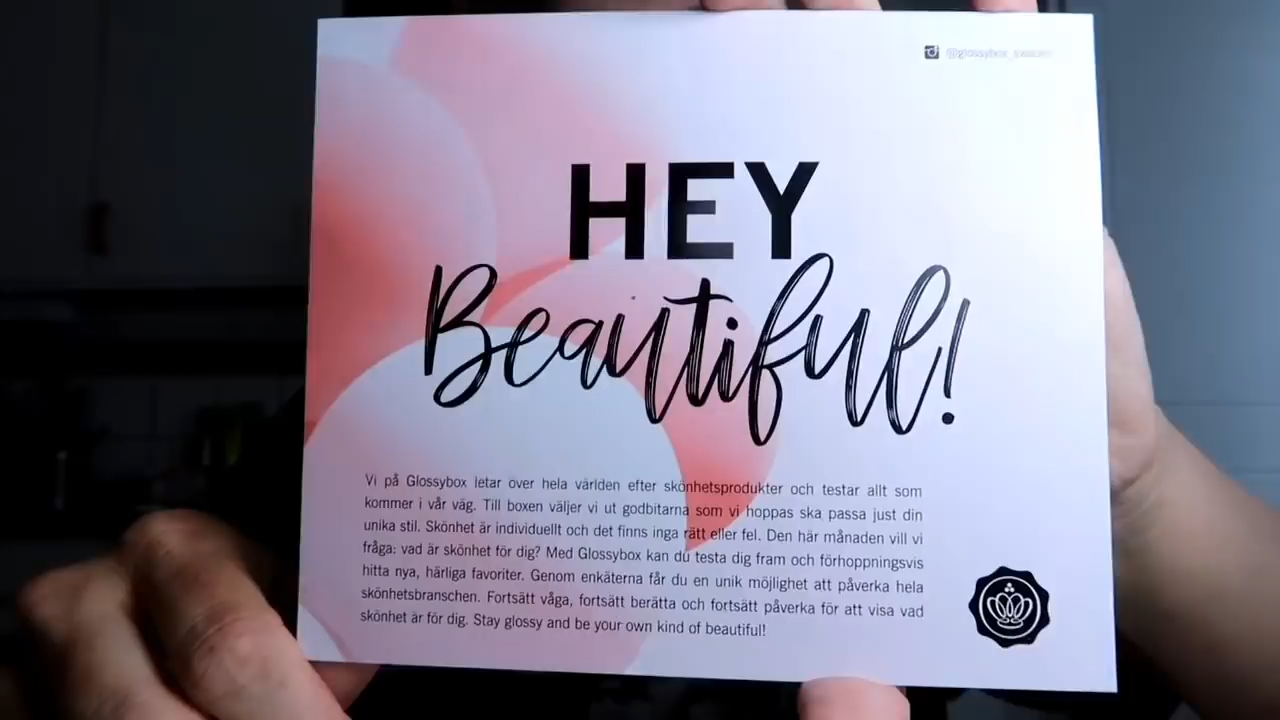 @glossybox_sweden
HEY
Beautiful!
Vi på Glossybox letar över hela världen efter skönhetsprodukter och testar allt som
kommer i vår väg. Till boxen väljer vi ut godbitarna som vi hoppas ska passa just din
unika stil. Skönhet är individuellt och det finns inga rätt eller fel. Den här månaden vill vi
fråga: vad är skönhet för dig? Med Glossybox kan du testa dig fram och förhoppningsvis
hitta nya, härliga favoriter. Genom enkäterna får du en unik möjlighet att påverka hela
skönhetsbranschen. Fortsätt våga, fortsätt berätta och fortsätt påverka för att visa vad
skönhet är för dig. Stay glossy and be your own kind of beautiful!